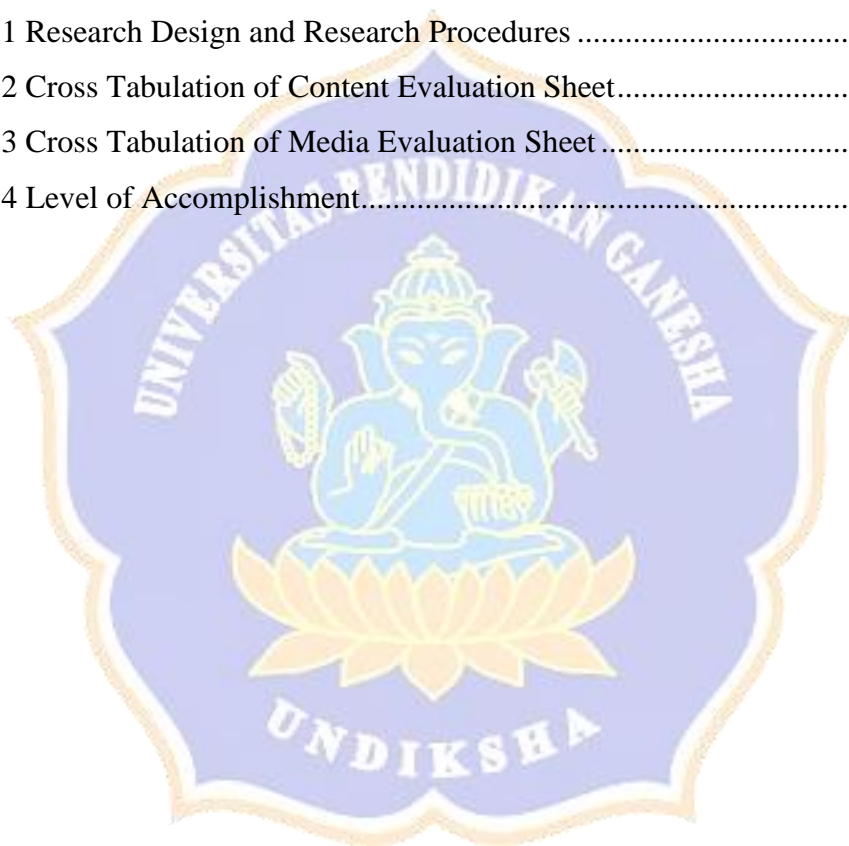 1 Research Design and Research Procedures ................................
2 Cross Tabulation of Content Evaluation Sheet...........................
3 Cross Tabulation of Media Evaluation Sheet .............................
4 Level of Accomplishment...........................................................
UNIVERSITAS PENDIDIKAN GANESHA
UNDIKSHA